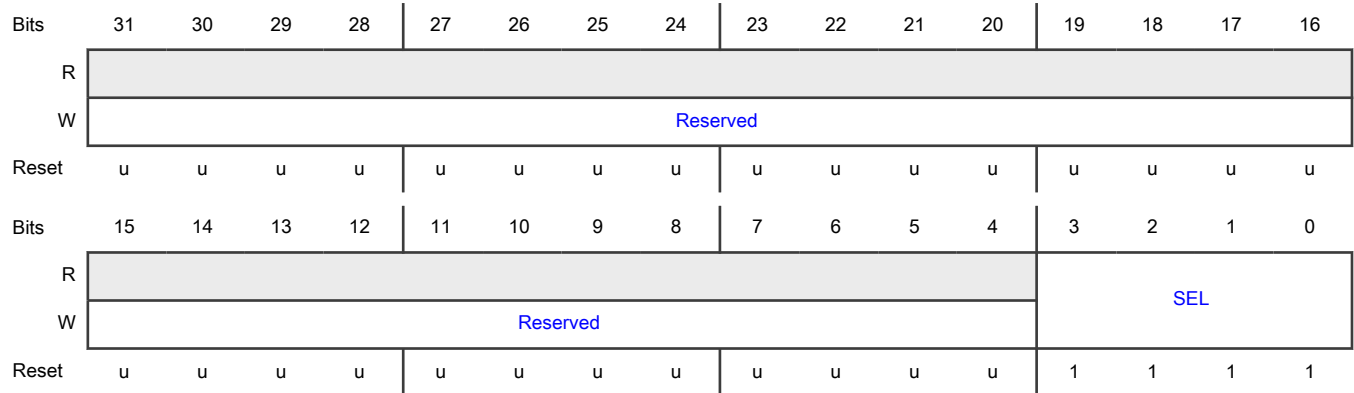 Bits 31 30 29 28 27 26 25 24 23 22 21 20 19 18 17 16
R
W Reserved
Reset u u u u u u u u u u u u u u u u
Bits 15 14 13 12 11 10 9 8 7 6 5 4 3 2 1 0
R
SEL
W Reserved
Reset u u u u u u u u u u u u 1 1 1 1